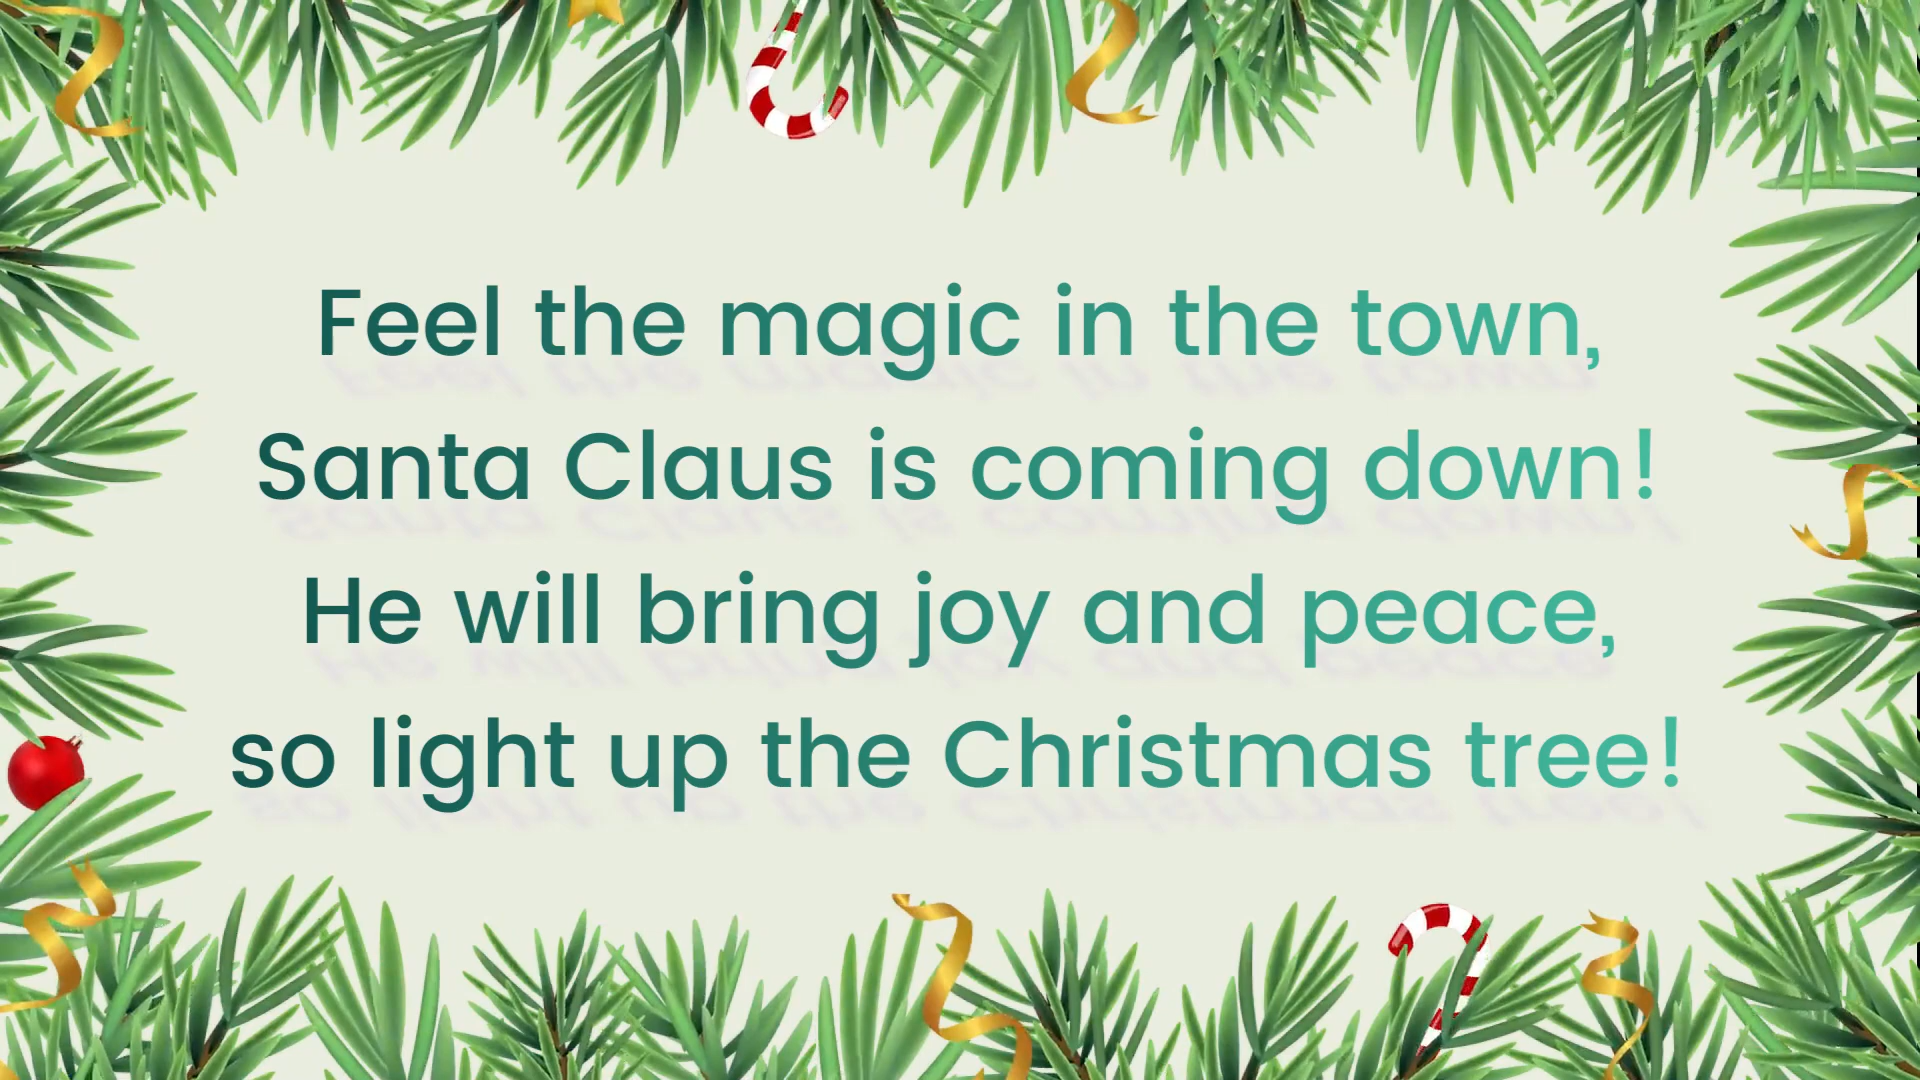 Feel the magic in the town,
Santa Claus is coming down!
He will bring joy and peace,
so light up the Christmas tree!